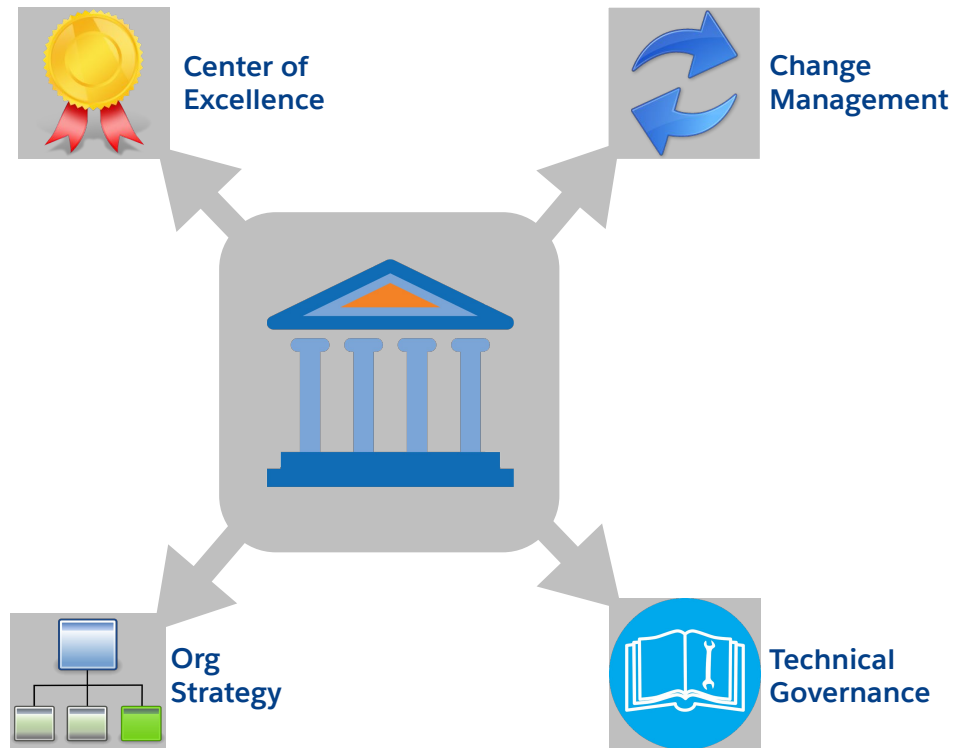 Center of
Excellence
Change
Management
Org
Strategy
Technical
Governance